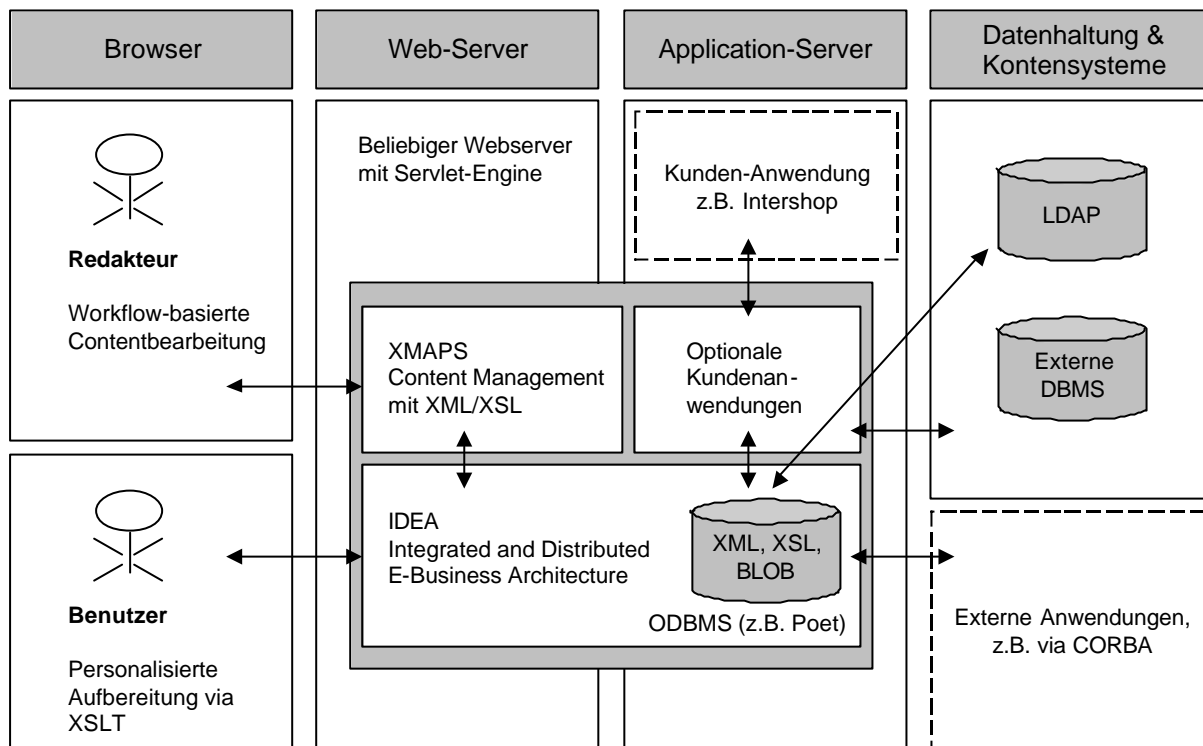 Browser
Web-Server
Application-Server
Datenhaltung &
Kontensysteme
Redakteur
Workflow-basierte
Contentbearbeitung
Benutzer
Personalisierte
Aufbereitung via
XSLT
Beliebiger Webserver
mit Servlet-Engine
XMAPS
Content Management
mit XML/XSL
IDEA
Integrated and Distributed
E-Business Architecture
Kunden-Anwendung
z.B. Intershop
Optionale
Kundenan-
wendungen
XML, XSL,
BLOB
ODBMS (z.B. Poet)
LDAP
Externe
DBMS
Externe Anwendungen,
z.B. via CORBA